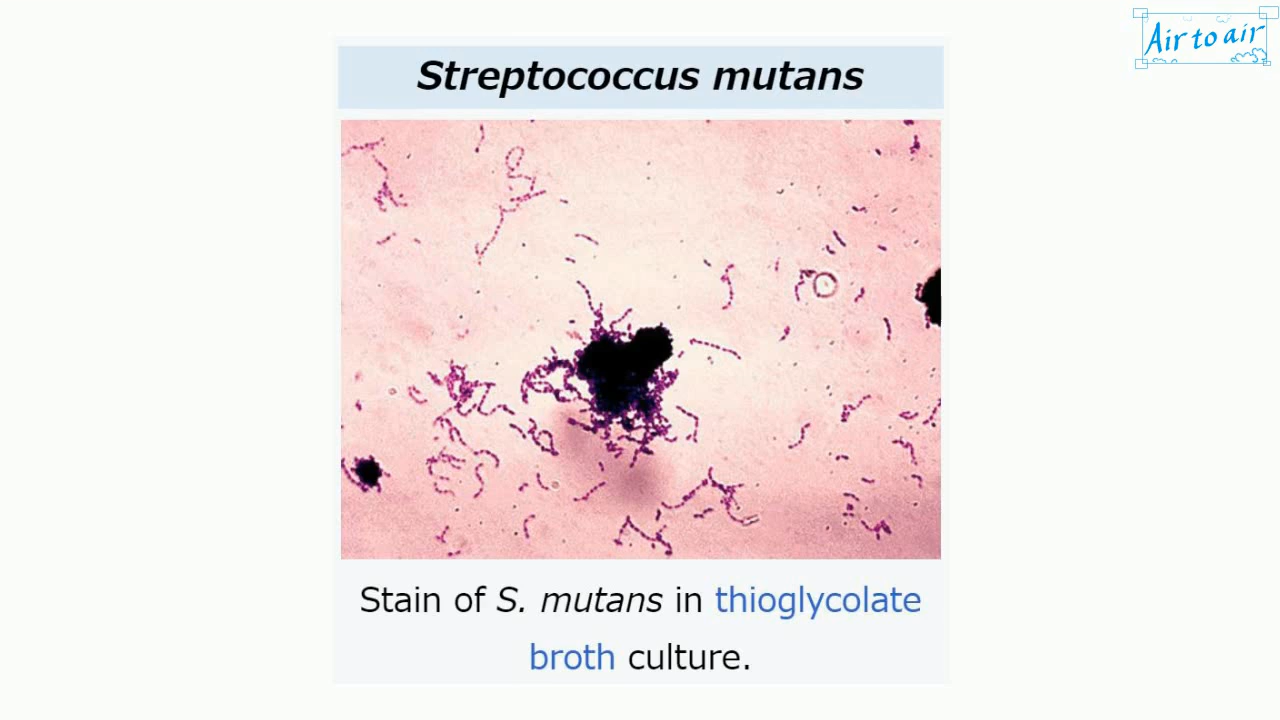 Air to air
Streptococcus mutans
Stain of S. mutans in thioglycolate
broth culture.